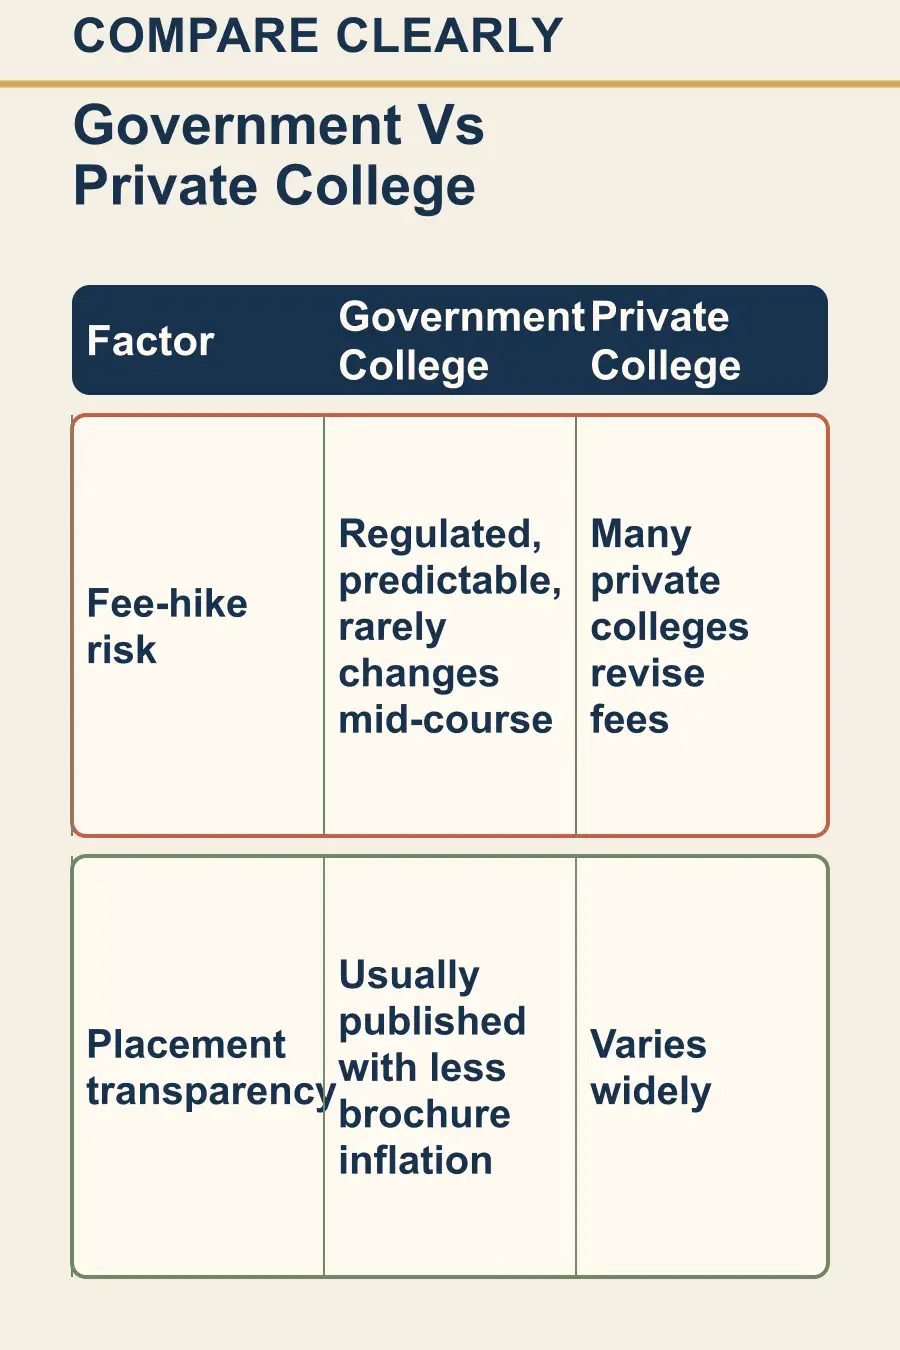 COMPARE CLEARLY
Government Vs
Private College
Factor
Government
College
Private
College
Fee-hike
risk
Regulated,
predictable,
rarely
changes
mid-course
Many
private
colleges
revise
fees
Placement
transparency
Usually
published
with less
brochure
inflation
Varies
widely